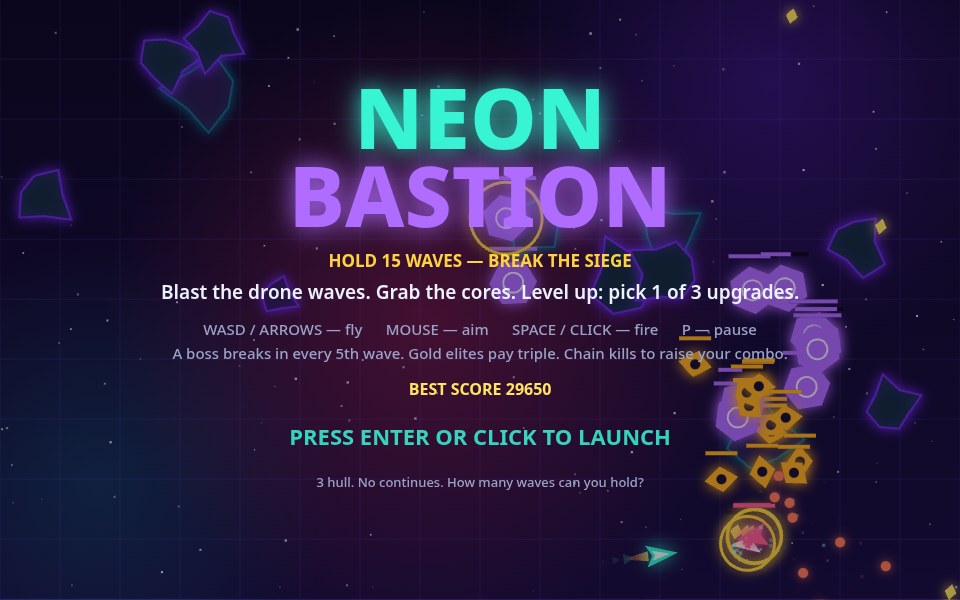 NEON
BASTION
HOLD 15 WAVES — BREAK THE SIEGE
Blast the drone waves. Grab the cores. Level up: pick 1 of 3 upgrades.
WASD / ARROWS — fly MOUSE — aim SPACE / CLICK — fire P — pause
A boss breaks in every 5th wave. Gold elites pay triple. Chain kills to raise your combo.
BEST SCORE 29650
PRESS ENTER OR CLICK TO LAUNCH
3 hull. No continues. How many waves can you hold?